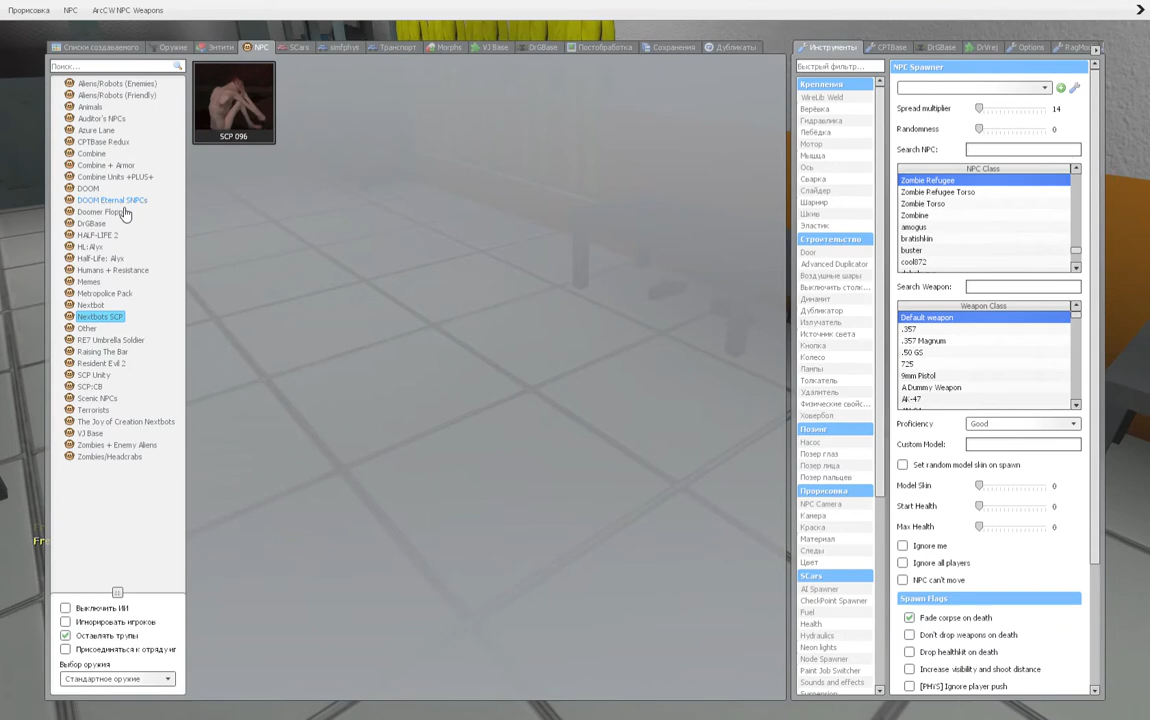 Прорисовка NPC ArcCW NPC Weapons
Списки создаваемого Оружие Энтити NPC SCars simfphys Транспорт Morphs VJ Base DrGBase Постобработка Сохранения Дубликаты
Поиск...
Aliens/Robots (Enemies)
Aliens/Robots (Friendly)
Animals
Auditor's NPCs
Azure Lane
CPTBase Redux
Combine
Combine + Armor
Combine Units +PLUS+
DOOM
DOOM Eternal SNPCs
Doomer
DrGBase
HALF-LIFE 2
HL: Alyx
Half-Life: Alyx
Humans + Resistance
Memes
Metropolice Pack
Nextbot
Nextbots SCP
Other
RE7 Umbrella Soldier
Raising The Bar
Resident Evil 2
SCP Unity
SCP:CB
Scenic NPCs
Terrorists
The Joy of Creation Nextbots
VJ Base
Zombies + Enemy Aliens
Zombies/Headcrabs
Выключить ИИ
Игнорировать игроков
Оставлять трупы
Присоединяться к отряду иг
Выбор оружия
Стандартное оружие
SCP 096
Инструменты CPTBase DrGBase DrVrej Options RagMo
Быстрый фильтр...
Крепления
WireLib Weld
Верёвка
Гидравлика
Лебёдка
Мотор
Мышца
Ось
Сварка
Слайдер
Шарнир
Шкив
Эластик
Строительство
Door
Advanced Duplicator
Воздушные шары
Выключить столк...
Динамит
Дубликатор
Излучатель
Источник света
Кнопка
Колесо
Лампы
Толкатель
Удалитель
Физические свойс...
Ховербол
Позинг
Насос
Позер глаз
Позер лица
Позер пальцев
Прорисовка
NPC Camera
Камера
Краска
Материал
Следы
Цвет
SCars
AI Spawner
CheckPoint Spawner
Fuel
Health
Hydraulics
Neon lights
Node Spawner
Paint Job Switcher
Sounds and effects
Suspension
NPC Spawner
Spread multiplier 14
Randomness 0
Search NPC:
NPC Class
Zombie Refugee
Zombie Refugee Torso
Zombie Torso
Zombine
amogus
bratishkin
buster
cool872
Search Weapon:
Weapon Class
Default weapon
.357
.357 Magnum
.50 GS
725
9mm Pistol
A Dummy Weapon
AK-47
Proficiency Good
Custom Model:
Set random model skin on spawn
Model Skin 0
Start Health 0
Max Health 0
Ignore me
Ignore all players
NPC can't move
Spawn Flags
Fade corpse on death
Don't drop weapons on death
Drop healthkit on death
Increase visibility and shoot distance
[PHYS] Ignore player push